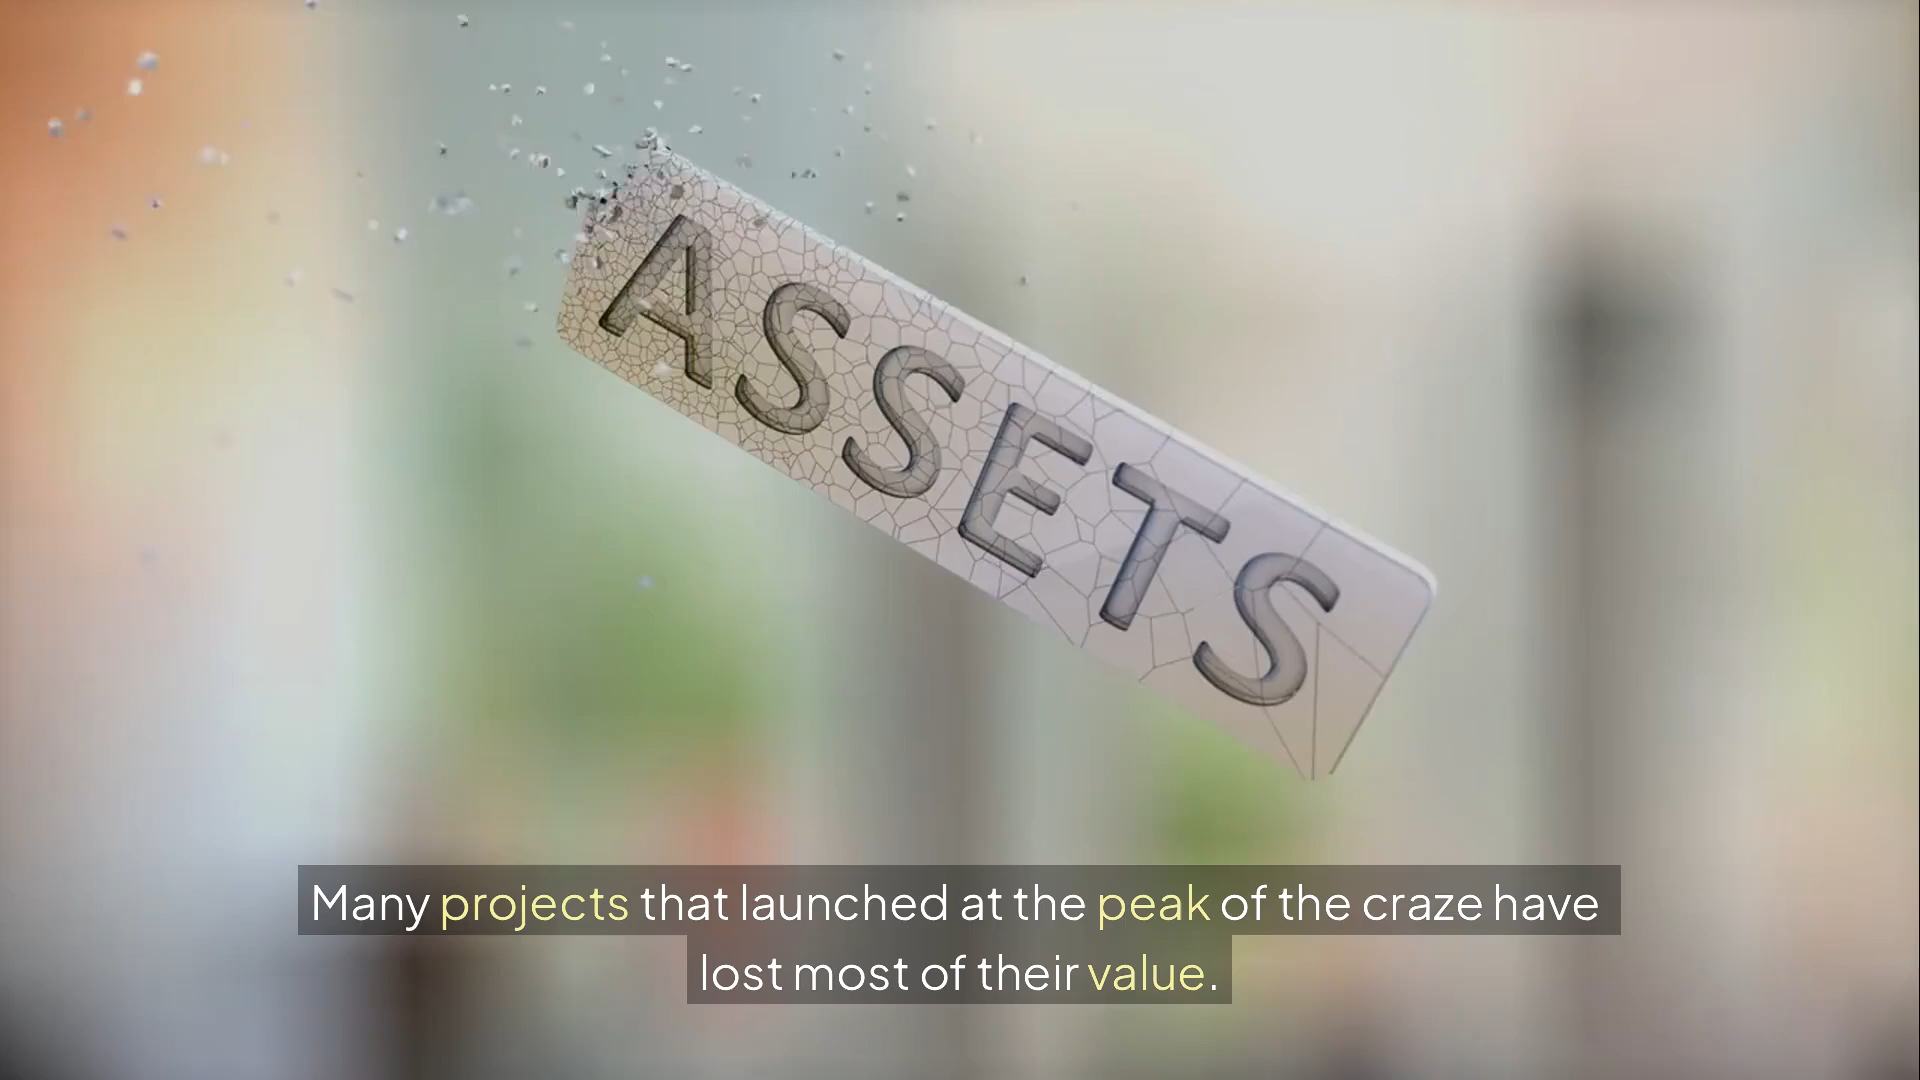 ASSETS
Many projects that launched at the peak of the craze have
lost most of their value.